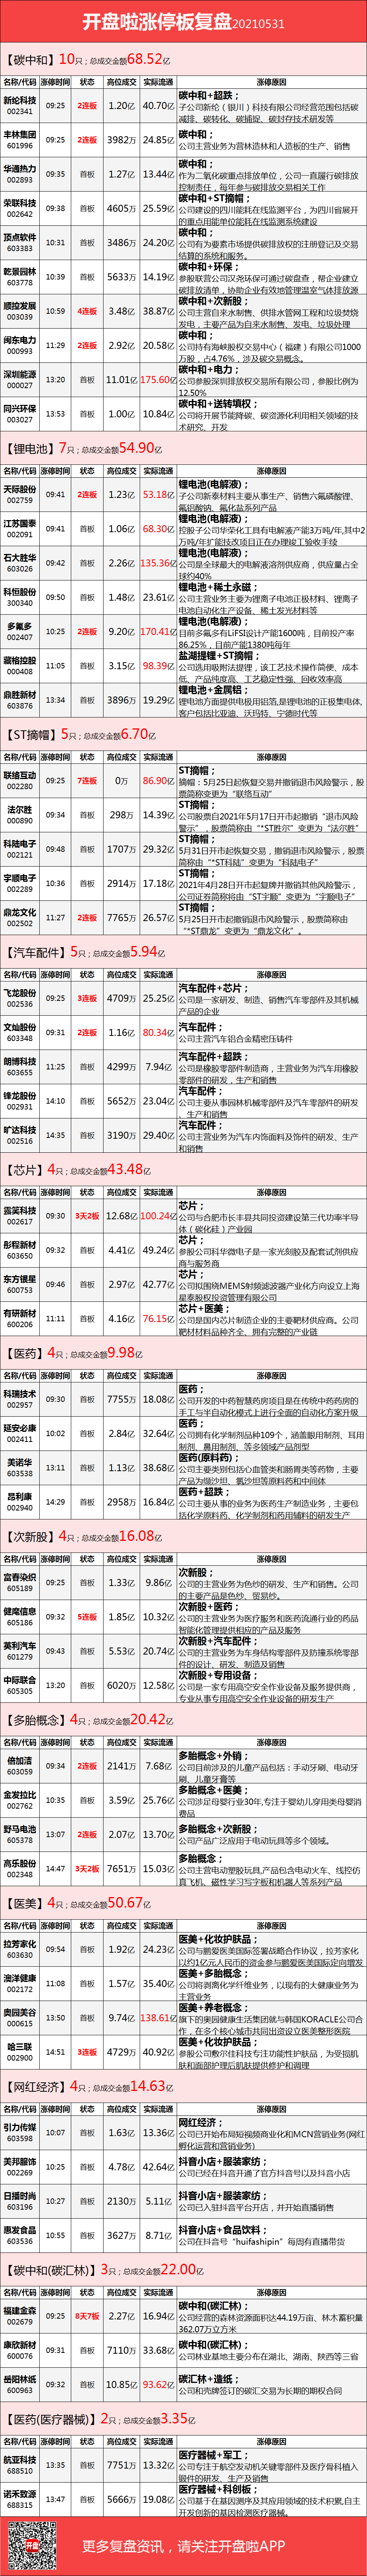 开盘啦涨停板复盘20210531
【碳中和】10只；总成交金额68.52亿
名称/代码 涨停时间 状态 高位成交 实际流通 涨停原因
新纶科技 002341 09:25 2连板 1.20亿 40.70亿 碳中和+超跌；
子公司新纶（银川）科技有限公司经营范围包括碳减排、碳转化、碳捕捉、碳封存技术研发等
丰林集团 601996 09:25 2连板 3982万 24.85亿 碳中和；
公司主营业务为营林造林和人造板的生产、销售
华通热力 002893 09:35 首板 1.27亿 13.44亿 碳中和；
作为二氧化碳重点排放单位，公司一直履行碳排放控制责任，每年参与碳排放交易相关工作
荣联科技 002642 09:38 首板 4605万 25.59亿 碳中和+ST摘帽；
公司建设的四川能耗在线监测平台，为四川省展开的重点用能单位能耗在线监测系统建设
顶点软件 603383 10:31 首板 3486万 24.20亿 碳中和；
公司有为要素市场提供碳排放权的注册登记及交易结算的系统和服务。
乾景园林 603778 10:39 首板 5633万 14.19亿 碳中和+环保；
参股联营公司汉尧环保可通过碳盘查，帮企业建立碳排放清单，协助企业有效地管理温室气体排放源
顺控发展 003039 10:59 4连板 3.48亿 38.87亿 碳中和+次新股；
公司主营自来水制售、供排水管网工程和垃圾焚烧发电，主要产品为自来水制售、发电、垃圾处理
闽东电力 000993 11:29 2连板 2.92亿 20.58亿 碳中和；
公司持有海峡股权交易中心（福建）有限公司1000万股，占4.76%，涉及碳交易概念。
深圳能源 000027 13:20 首板 11.01亿 175.60亿 碳中和+电力；
公司参股深圳排放权交易所有限公司，参股比例为12.50%
同兴环保 003027 13:53 首板 1.00亿 10.84亿 碳中和+送转填权；
公司将开展节能降碳、碳资源化利用相关领域的技术研究、开发
【锂电池】7只；总成交金额54.90亿
名称/代码 涨停时间 状态 高位成交 实际流通 涨停原因
天际股份 002759 09:41 2连板 1.23亿 53.18亿 锂电池(电解液)；
子公司新泰材料主要从事生产、销售六氟磷酸锂、氟铝酸钠、氟化盐系列产品
江苏国泰 002091 09:41 首板 1.06亿 68.30亿 锂电池(电解液)；
控股子公司华荣化工具有电解液产能3万吨/年,其中2万吨/年扩能技改项目正在办理竣工验收手续
石大胜华 603026 09:42 首板 2.26亿 135.36亿 锂电池(电解液)；
公司是全球最大的电解液溶剂供应商，供应量占全球约40%
科恒股份 300340 09:50 首板 1.48亿 23.61亿 锂电池+稀土永磁；
公司主营业务主要为锂离子电池正极材料、锂离子电池自动化生产设备、稀土发光材料等
多氟多 002407 10:25 2连板 9.20亿 170.41亿 锂电池(电解液)；
目前多氟多有LiFSI设计产能1600吨，目前投产率86.25%，目前产能1380吨每年
藏格控股 000408 11:05 首板 3.15亿 98.39亿 盐湖提锂+ST摘帽；
公司选用吸附法提锂，该工艺技术操作简便、成本低、产品纯度高、工艺稳定性强、回收效率高
鼎胜新材 603876 13:34 首板 3896万 19.29亿 锂电池+金属铝；
锂电池方面提供电极用铝箔,是锂电池的正极集电体,客户包括比亚迪、沃玛特、宁德时代等
【ST摘帽】5只；总成交金额6.70亿
名称/代码 涨停时间 状态 高位成交 实际流通 涨停原因
联络互动 002280 09:25 7连板 0万 86.90亿 ST摘帽；
摘帽：5月25日起恢复交易并撤销退市风险警示，股票简称变更为“联络互动”
法尔胜 000890 09:34 首板 298万 14.39亿 ST摘帽；
公司股票自2021年5月17日开市起撤销“退市风险警示”，股票简称由“*ST胜尔”变更为“法尔胜”
科陆电子 002121 09:48 首板 1707万 29.32亿 ST摘帽；
5月31日开市起恢复交易，撤销退市风险警示，股票简称由“*ST科陆”变更为“科陆电子”
宇顺电子 002289 10:36 首板 2914万 17.18亿 ST摘帽；
2021年4月28日开市起复牌并撤销其他风险警示，公司证券简称将由“ST宇顺”变更为“宇顺电子”
鼎龙文化 002502 11:27 2连板 7765万 26.57亿 ST摘帽；
5月25日开市起撤销退市风险警示，股票简称由“*ST鼎龙”变更为“鼎龙文化”。
【汽车配件】5只；总成交金额5.94亿
名称/代码 涨停时间 状态 高位成交 实际流通 涨停原因
飞龙股份 002536 09:25 3连板 4709万 25.25亿 汽车配件+芯片；
公司是一家研发、制造、销售汽车零部件及其机械产品的企业
文灿股份 603348 09:31 2连板 1.16亿 80.34亿 汽车配件；
公司主营汽车铝合金精密压铸件
朗博科技 603655 11:25 首板 4299万 7.94亿 汽车配件+超跌；
公司是橡胶零部件制造商，主营业务为汽车用橡胶零部件的研发，生产和销售
锋龙股份 002931 14:10 首板 5652万 23.04亿 汽车配件；
公司主要从事园林机械零部件及汽车零部件的研发、生产和销售
旷达科技 002516 14:35 首板 3190万 29.40亿 汽车配件；
公司主营业务为汽车内饰面料及饰件的研发、生产和销售
【芯片】4只；总成交金额43.48亿
名称/代码 涨停时间 状态 高位成交 实际流通 涨停原因
露笑科技 002617 09:30 3天2板 12.68亿 100.24亿 芯片；
公司与合肥市长丰县共同投资建设第三代功率半导体（碳化硅）产业园
彤程新材 603650 09:32 首板 4.41亿 49.24亿 芯片；
参股公司科华微电子是一家光刻胶及配套试剂供应商与服务商
东方银星 600753 09:46 首板 2.97亿 42.77亿 芯片；
公司拟围绕MEMS射频滤波器产业化方向设立上海星泰股权投资管理有限公司
有研新材 600206 11:11 首板 4.16亿 76.15亿 芯片+医美；
公司是国内芯片制造企业的主要靶材供应商。公司靶材材料品种齐全、拥有完整的产业链
【医药】4只；总成交金额9.98亿
名称/代码 涨停时间 状态 高位成交 实际流通 涨停原因
科瑞技术 002957 09:30 首板 7755万 18.08亿 医药；
公司开发的中药智慧药房项目是在传统中药药房的手工与半自动化模式上进行全面的自动化方案升级
延安必康 002411 10:02 首板 2.84亿 32.64亿 医药；
公司拥有化学制剂品种109个，涵盖眼用制剂、耳用制剂、鼻用制剂、等多领域产品剂型
美诺华 603538 13:11 首板 1.13亿 38.68亿 医药(原料药)；
公司主要类别包括心血管类和肠胃类等药物，主要产品为缬沙坦、氯沙坦等原料药和中间体
昂利康 002940 14:29 首板 2958万 16.84亿 医药+超跌；
公司主要从事的业务为医药生产制造业务，主要包括化学原料药、化学制剂和药用辅料的研发生产
【次新股】4只；总成交金额16.08亿
名称/代码 涨停时间 状态 高位成交 实际流通 涨停原因
富春染织 605189 09:25 首板 1.33亿 9.86亿 次新股；
公司的主营业务为色纱的研发、生产和销售。公司的主要产品是色纱、贸易纱。
健麾信息 605186 09:32 5连板 1.85亿 10.32亿 次新股+医药；
公司的主营业务为医疗服务和医药流通行业的药品智能化管理提供相应的产品及服务
英利汽车 601279 09:43 首板 5.53亿 20.74亿 次新股+汽车配件；
公司的主营业务为车身结构零部件及防撞系统零部件的设计、研发、制造及销售
中际联合 605305 13:20 首板 6020万 12.58亿 次新股+专用设备；
公司是一家专用高空安全作业设备及服务提供商，专业从事专用高空安全作业设备的研发生产
【多胎概念】4只；总成交金额20.42亿
名称/代码 涨停时间 状态 高位成交 实际流通 涨停原因
倍加洁 603059 09:34 2连板 2141万 7.68亿 多胎概念+外销；
公司目前涉及的儿童产品包括：手动牙刷、电动牙刷、儿童牙膏等
金发拉比 002762 10:35 首板 3.59亿 25.76亿 多胎概念+医美；
公司涉足母婴行业30年,专注于婴幼儿穿用类母婴消费品
野马电池 605378 13:07 2连板 2.07亿 13.70亿 多胎概念+次新股；
公司产品广泛应用于电动玩具等多个领域。
高乐股份 002348 14:47 3天2板 7651万 15.03亿 多胎概念；
公司主营电动塑胶玩具,产品包含电动火车、线控仿真飞机、磁性学习写字板和机器人等系列产品
【医美】4只；总成交金额50.67亿
名称/代码 涨停时间 状态 高位成交 实际流通 涨停原因
拉芳家化 603630 09:54 首板 1.92亿 24.23亿 医美+化妆护肤品；
公司与鹏爱医美国际签署战略合作协议，拉芳家化以约1亿元人民币的资金参与鹏爱医美国际定向增发
澳洋健康 002172 11:08 首板 1.57亿 35.40亿 医美+多胎概念；
公司将剥离化学纤维业务，以现有的大健康业务为主营业务
奥园美谷 000615 13:50 首板 9.74亿 138.61亿 医美+养老概念；
旗下的奥园健康生活集团就与韩国KORACLE公司合作，在多个核心城市共同出资设立医美整形医院
哈三联 002900 14:51 3连板 4729万 40.92亿 医美+化妆护肤品；
参股公司敷尔佳科技专注功能性护肤品，为受损肌肤和面部护理后肌肤提供修护和调理
【网红经济】4只；总成交金额14.63亿
名称/代码 涨停时间 状态 高位成交 实际流通 涨停原因
引力传媒 603598 10:07 首板 1.63亿 13.36亿 网红经济；
公司已开始布局短视频商业化和MCN营销业务(网红孵化运营和营销业务)
美邦服饰 002269 10:25 首板 4.78亿 42.64亿 抖音小店+服装家纺；
公司已经在抖音开通了官方抖音号以及抖音小店
日播时尚 603196 10:27 首板 2130万 5.11亿 抖音小店+服装家纺；
公司已入驻抖音平台开店，并开始直播销售
惠发食品 603536 10:55 首板 3627万 8.71亿 抖音小店+食品饮料；
公司在抖音号“huifashipin”每周有直播带货
【碳中和(碳汇林)】3只；总成交金额22.00亿
名称/代码 涨停时间 状态 高位成交 实际流通 涨停原因
福建金森 002679 09:25 8天7板 2.27亿 16.94亿 碳中和(碳汇林)；
公司经营的森林资源面积达44.19万亩、林木蓄积量362.07万立方米
康欣新材 600076 09:31 首板 7110万 33.68亿 碳中和(碳汇林)；
公司林业基地主要分布在湖北、湖南、陕西等三省
岳阳林纸 600963 09:32 首板 10.85亿 93.62亿 碳汇林+造纸；
公司和壳牌签订的碳汇交易为长期的期权合同
【医药(医疗器械)】2只；总成交金额3.35亿
名称/代码 涨停时间 状态 高位成交 实际流通 涨停原因
航亚科技 688510 13:35 首板 7751万 13.32亿 医疗器械+军工；
公司专注于航空发动机关键零部件及医疗骨科植入锻件的研发、生产及销售
诺禾致源 688315 13:47 首板 5666万 19.08亿 医疗器械+科创板；
公司基于在基因测序及其应用领域的技术积累,自主开发创新的基因检测医疗器械。
开盘啦
更多复盘资讯，请关注开盘啦APP